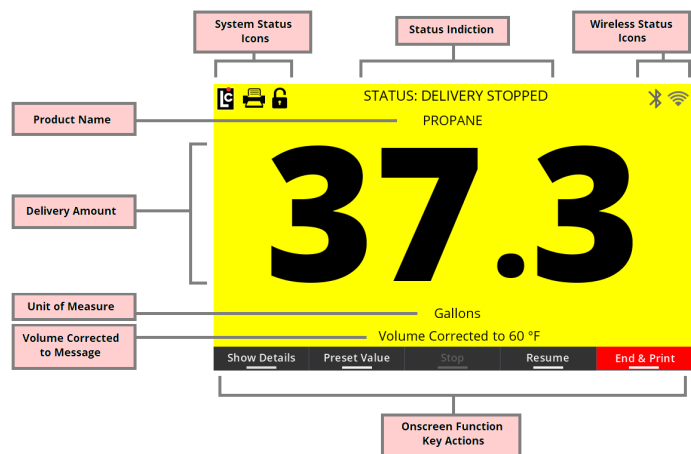 System Status
Icons
Status Indiction
Wireless Status
Icons
LC
STATUS: DELIVERY STOPPED
Product Name
PROPANE
Delivery Amount
37.3
Unit of Measure
Gallons
Volume Corrected
to Message
Volume Corrected to 60 °F
Show Details
Preset Value
Stop
Resume
End & Print
Onscreen Function
Key Actions